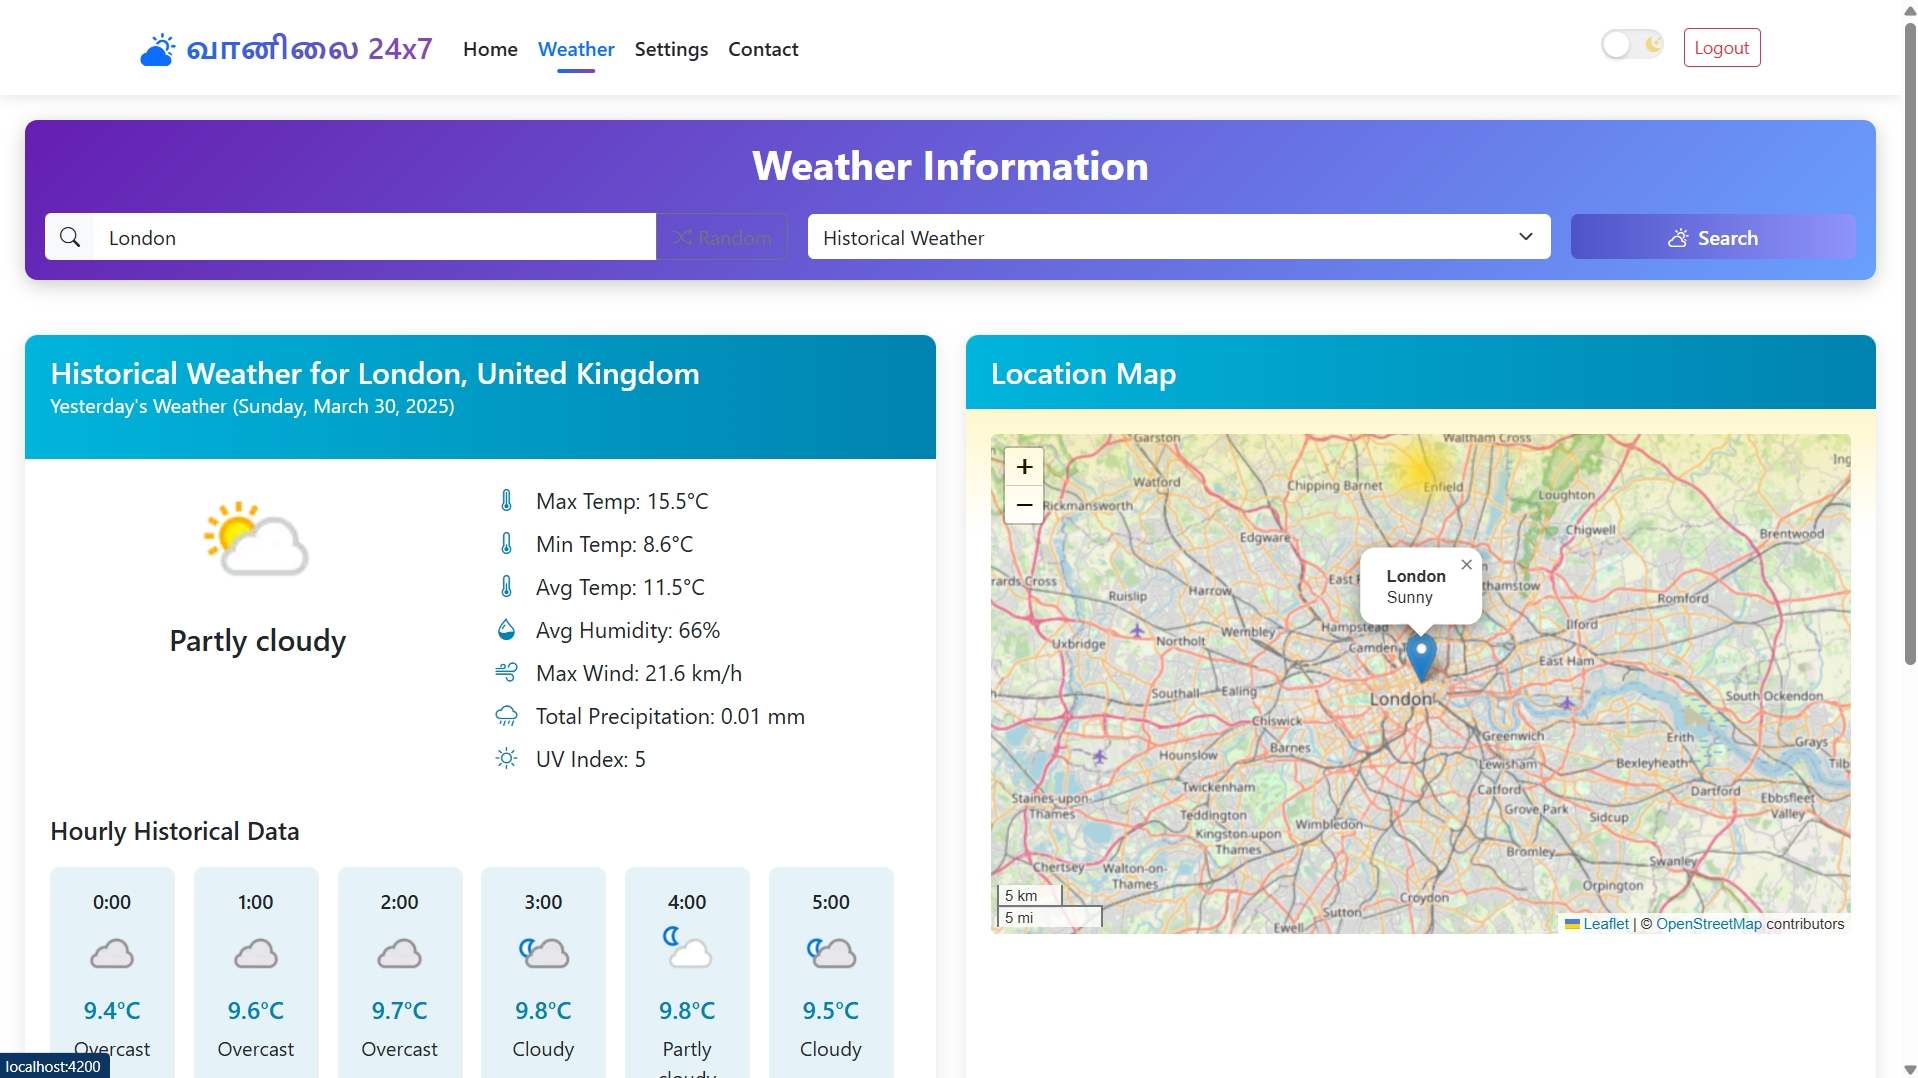 வானிலை 24x7
Home
Weather
Settings
Contact
Logout
Weather Information
London
Random
Historical Weather
Search
Historical Weather for London, United Kingdom
Yesterday's Weather (Sunday, March 30, 2025)
Partly cloudy
Max Temp: 15.5°C
Min Temp: 8.6°C
Avg Temp: 11.5°C
Avg Humidity: 66%
Max Wind: 21.6 km/h
Total Precipitation: 0.01 mm
UV Index: 5
Hourly Historical Data
0:00
9.4°C
Overcast
1:00
9.6°C
Overcast
2:00
9.7°C
Overcast
3:00
9.8°C
Cloudy
4:00
9.8°C
Partly
cloudy
5:00
9.5°C
Cloudy
localhost:4200
Location Map
+
−
Garston
Waltham Cross
Watford
Chipping Barnet
Enfield
Loughton
Rickmansworth
Chigwell
Brentwood
Edgware
London
Sunny
×
Ruislip
Harrow
Romford
Hampstead
Ilford
Wembley
Uxbridge
Northolt
East Ham
Southall
Ealing
London
South Ockendon
Chiswick
Greenwich
Erith
Grays
Hounslow
Barnes
Lewisham
Bexleyheath
Twickenham
Catford
Dartford
Ebbsfleet
Valley
Staines-upon-
Thames
Teddington
Wimbledon
Grove Park
Sidcup
Kingston upon
Thames
Bromley
Swanley
Chertsey
Walton-on-
Thames
Orpington
Croydon
Sutton
Ewell
5 km
5 mi
Leaflet | © OpenStreetMap contributors